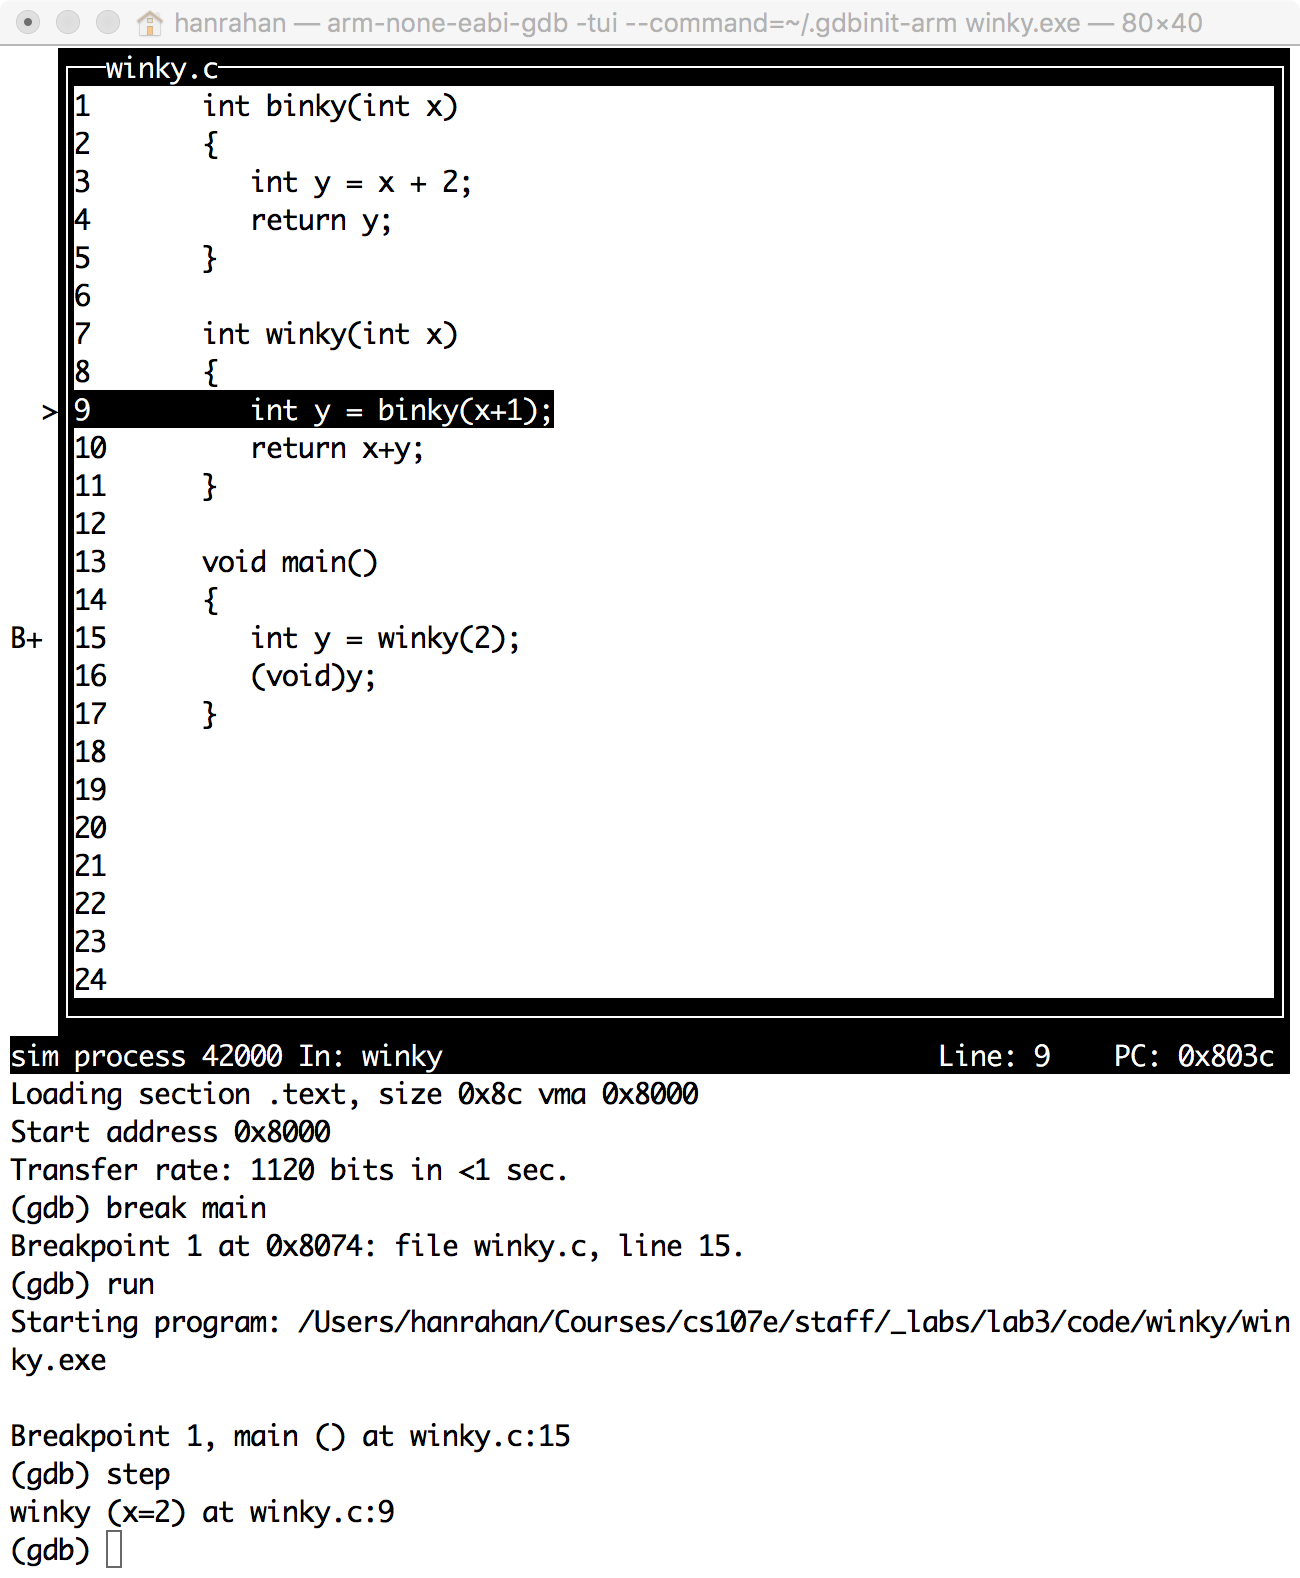 hanrahan — arm-none-eabi-gdb -tui --command=~/.gdbinit-arm winky.exe — 80×40
winky.c
1 int binky(int x)
2 {
3 int y = x + 2;
4 return y;
5 }
6
7 int winky(int x)
8 {
>9 int y = binky(x+1);
10 return x+y;
11 }
12
13 void main()
14 {
B+ 15 int y = winky(2);
16 (void)y;
17 }
18
19
20
21
22
23
24
sim process 42000 In: winky Line: 9 PC: 0x803c
Loading section .text, size 0x8c vma 0x8000
Start address 0x8000
Transfer rate: 1120 bits in <1 sec.
(gdb) break main
Breakpoint 1 at 0x8074: file winky.c, line 15.
(gdb) run
Starting program: /Users/hanrahan/Courses/cs107e/staff/_labs/lab3/code/winky/win
ky.exe
Breakpoint 1, main () at winky.c:15
(gdb) step
winky (x=2) at winky.c:9
(gdb)